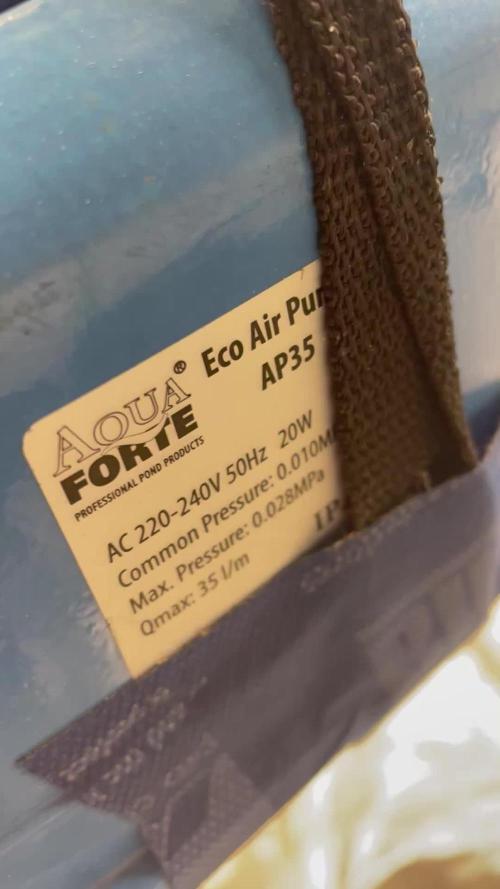 AQUA®
FORTE
PROFESSIONAL POND PRODUCTS
Eco Air Pu
AP35
AC 220-240V 50Hz 20W
Common Pressure: 0.010M
Max. Pressure: 0.028MPa
Qmax: 35 l/m
IP